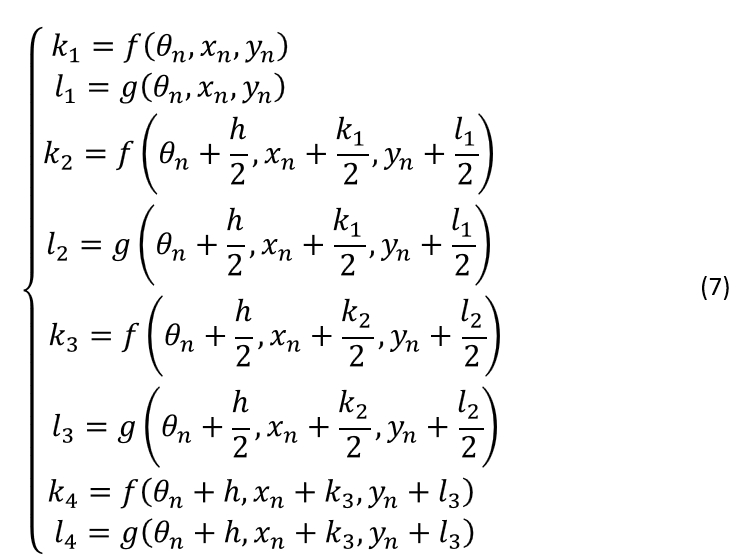 k₁ = f(θₙ, xₙ, yₙ)
l₁ = g(θₙ, xₙ, yₙ)
k₂ = f(θₙ + h/2, xₙ + k₁/2, yₙ + l₁/2)
l₂ = g(θₙ + h/2, xₙ + k₁/2, yₙ + l₁/2)
k₃ = f(θₙ + h/2, xₙ + k₂/2, yₙ + l₂/2)
l₃ = g(θₙ + h/2, xₙ + k₂/2, yₙ + l₂/2)
k₄ = f(θₙ + h, xₙ + k₃, yₙ + l₃)
l₄ = g(θₙ + h, xₙ + k₃, yₙ + l₃)
(7)